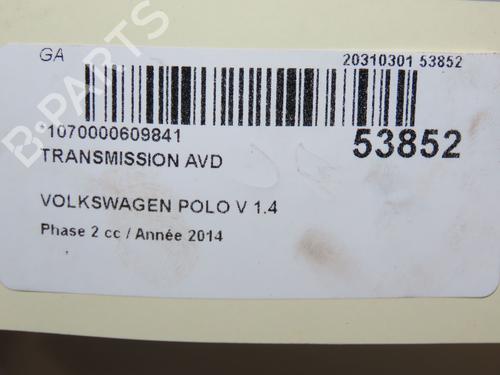 GA 20310301 53852
1070000609841 53852
TRANSMISSION AVD
VOLKSWAGEN POLO V 1.4
Phase 2 cc / Année 2014
B-PARTS